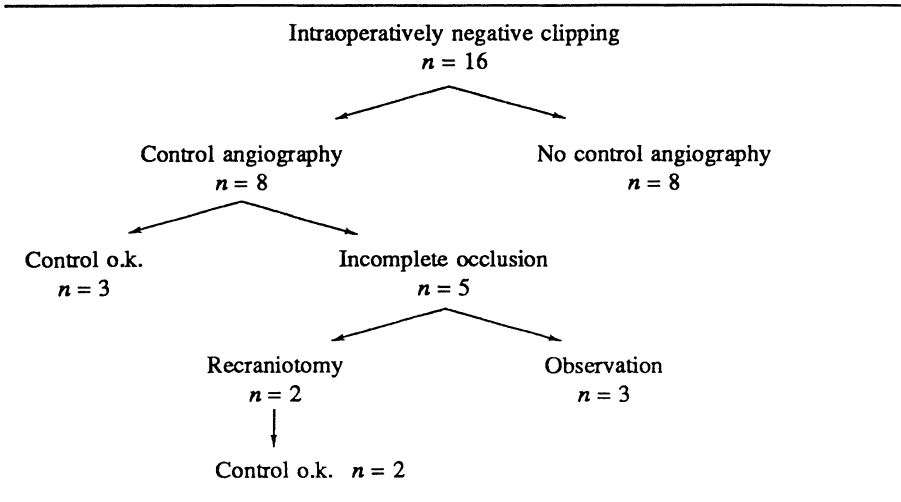 Intraoperatively negative clipping
n = 16
Control angiography
n = 8
No control angiography
n = 8
Control o.k.
n = 3
Incomplete occlusion
n = 5
Recraniotomy
n = 2
Observation
n = 3
Control o.k. n = 2